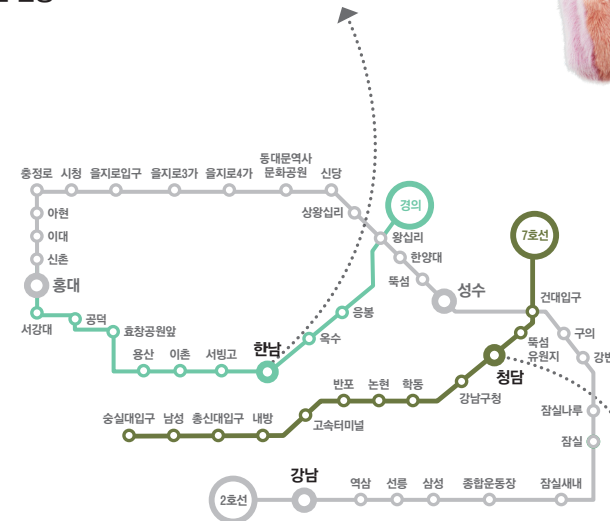 충정로
시청
을지로입구
을지로3가
을지로4가
동대문역사
문화공원
신당
아현
이대
신촌
홍대
상왕십리
경의
왕십리
한양대
뚝섬
성수
7호선
서강대
공덕
효창공원앞
용산
이촌
서빙고
한남
옥수
응봉
건대입구
구의
뚝섬
유원지
청담
강남구청
반포
논현
학동
고속터미널
숭실대입구
남성
총신대입구
내방
잠실나루
잠실
2호선
강남
역삼
선릉
삼성
종합운동장
잠실새내